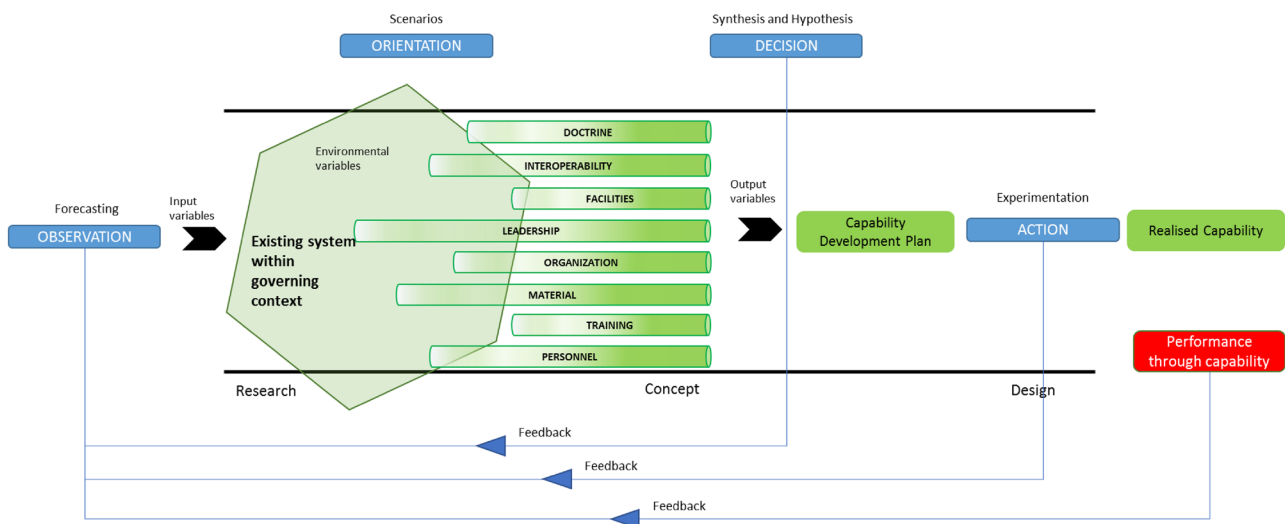 Scenarios
ORIENTATION
Synthesis and Hypothesis
DECISION
Forecasting
OBSERVATION
Input
variables
Environmental
variables
Existing system
within
governing
context
DOCTRINE
INTEROPERABILITY
FACILITIES
LEADERSHIP
ORGANIZATION
MATERIAL
TRAINING
PERSONNEL
Output
variables
Capability
Development Plan
Experimentation
ACTION
Realised Capability
Performance
through capability
Research
Concept
Design
Feedback
Feedback
Feedback